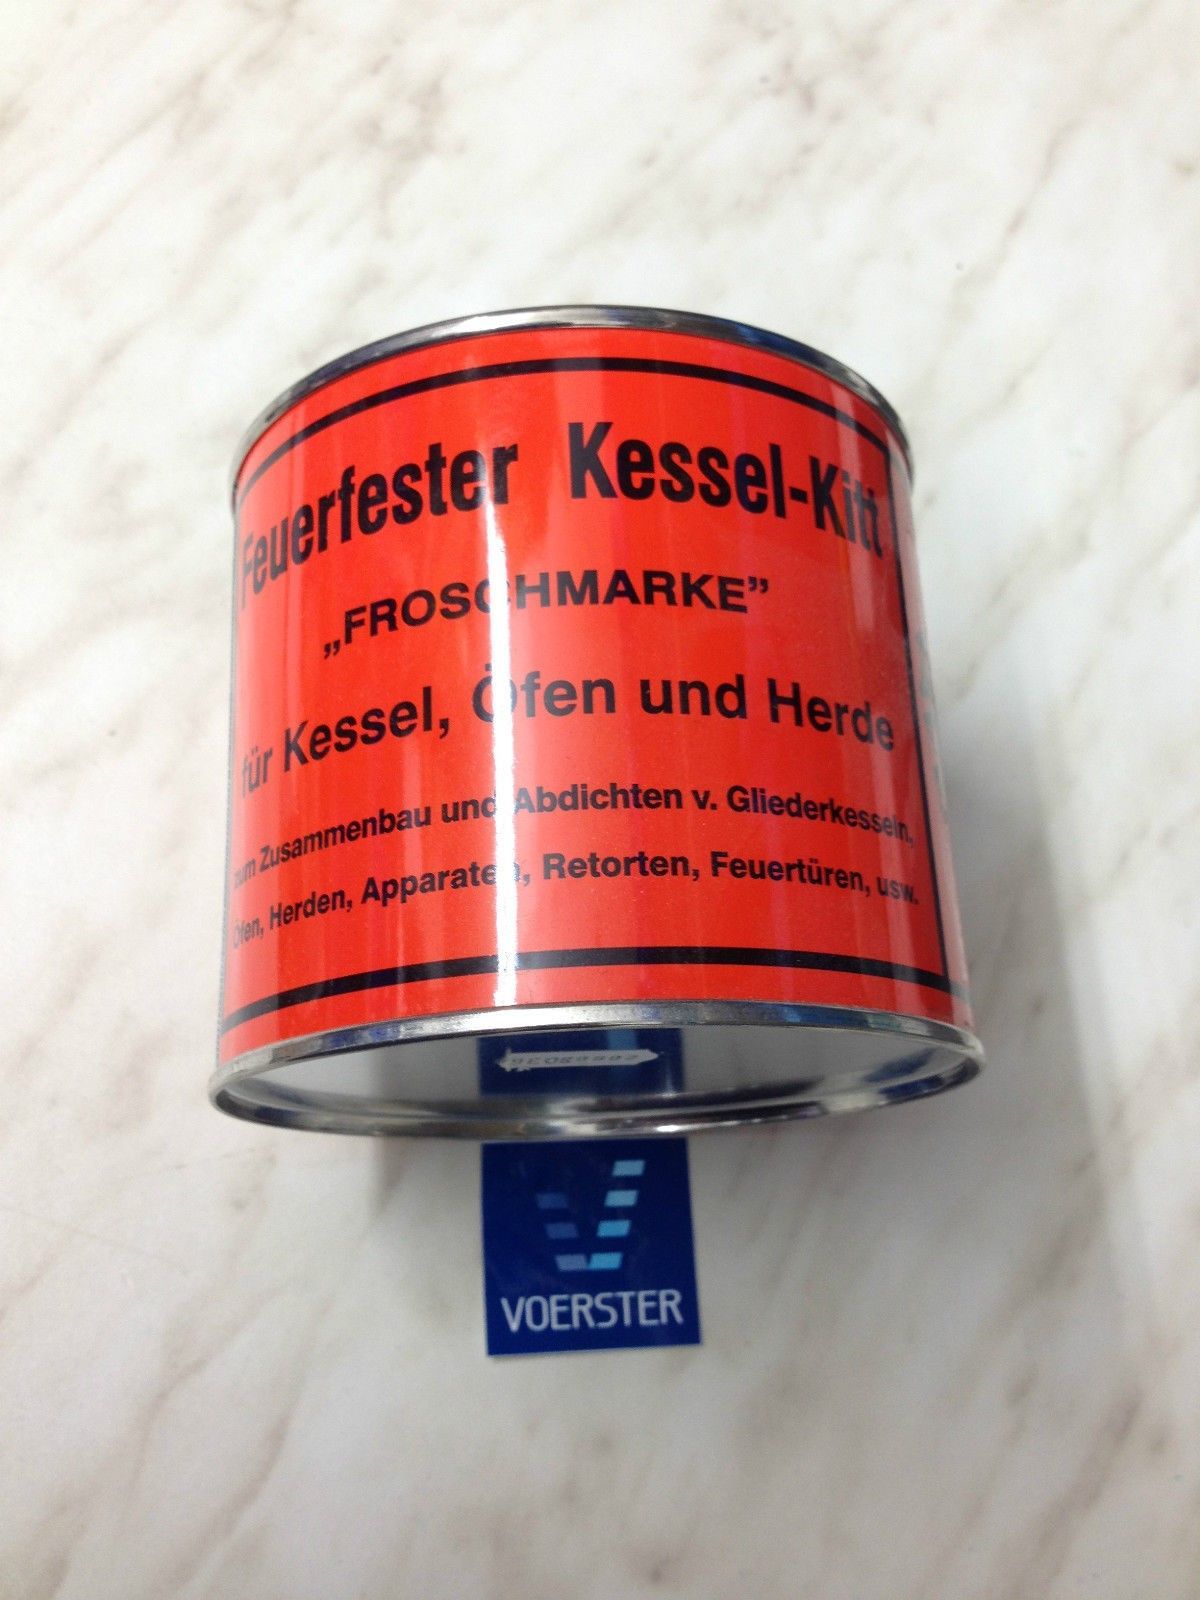 Feuerfester Kessel-Kitt
„FROSCHMARKE”
für Kessel, Öfen und Herde
zum Zusammenbau und Abdichten v. Gliederkesseln,
Öfen, Herden, Apparaten, Retorten, Feuertüren, usw.
VOERSTER